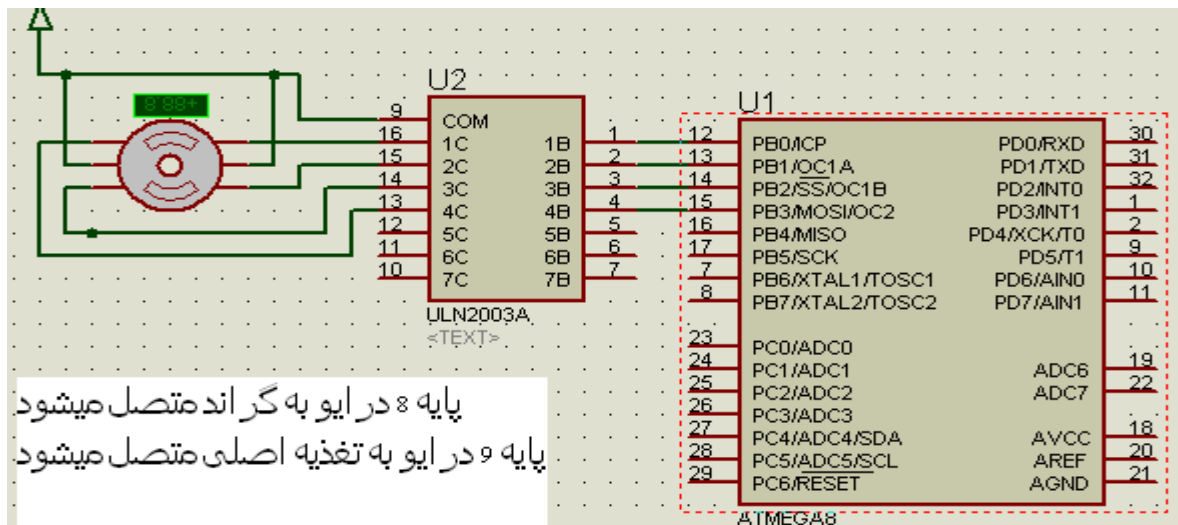 +88.8
U2
U1
9
COM
16
1C
1B
1
15
2C
2B
2
14
3C
3B
3
13
4C
4B
4
12
5C
5B
5
11
6C
6B
6
10
7C
7B
7
ULN2003A
<TEXT>
12
PB0/ICP
PD0/RXD
30
13
PB1/OC1A
PD1/TXD
31
14
PB2/SS/OC1B
PD2/INT0
32
15
PB3/MOSI/OC2
PD3/INT1
1
16
PB4/MISO
PD4/XCK/T0
2
17
PB5/SCK
PD5/T1
9
7
PB6/XTAL1/TOSC1
PD6/AIN0
10
8
PB7/XTAL2/TOSC2
PD7/AIN1
11
23
PC0/ADC0
24
PC1/ADC1
ADC6
19
25
PC2/ADC2
ADC7
22
26
PC3/ADC3
27
PC4/ADC4/SDA
AVCC
18
28
PC5/ADC5/SCL
AREF
20
29
PC6/RESET
AGND
21
ATMEGA8
پایه 8 در ایو به گر اند متصل میشود
پایه 9 در ایو به تغذیه اصلی متصل میشود